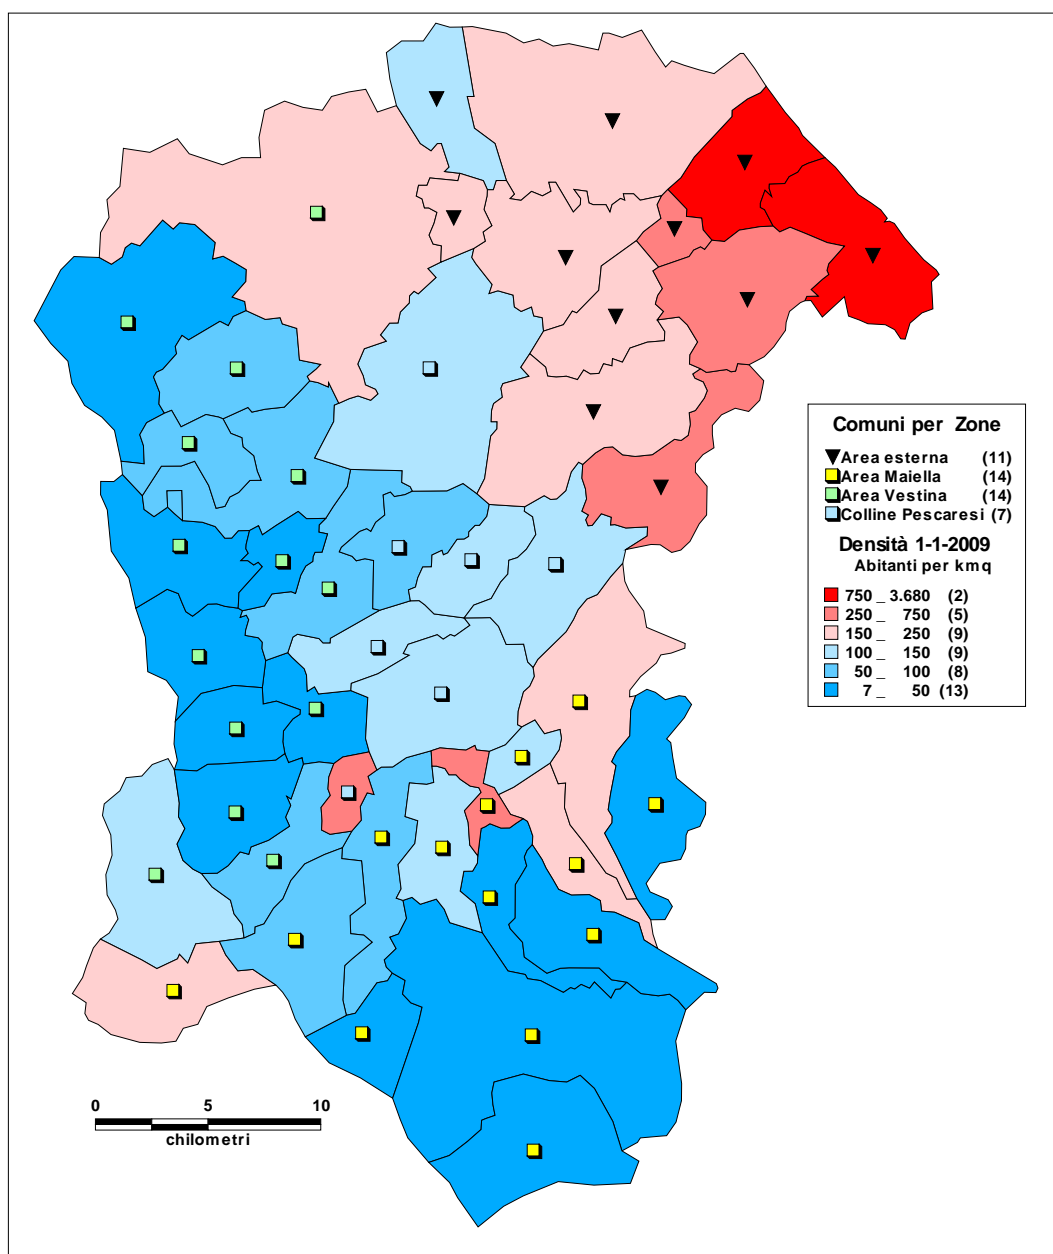 Comuni per Zone
Area esterna (11)
Area Maiella (14)
Area Vestina (14)
Colline Pescaresi (7)
Densità 1-1-2009
Abitanti per kmq
750 _ 3.680 (2)
250 _ 750 (5)
150 _ 250 (9)
100 _ 150 (9)
50 _ 100 (8)
7 _ 50 (13)
0 5 10
chilometri